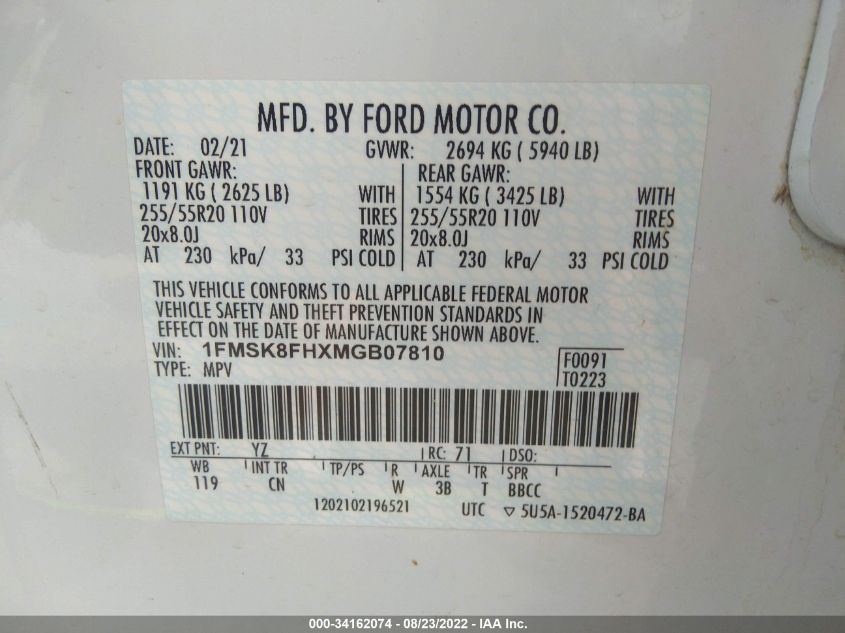 MFD. BY FORD MOTOR CO.
DATE: 02/21 GVWR: 2694 KG ( 5940 LB)
FRONT GAWR: REAR GAWR:
1191 KG ( 2625 LB) WITH 1554 KG ( 3425 LB) WITH
255/55R20 110V TIRES 255/55R20 110V TIRES
20x8.0J RIMS 20x8.0J RIMS
AT 230 kPa/ 33 PSI COLD AT 230 kPa/ 33 PSI COLD
THIS VEHICLE CONFORMS TO ALL APPLICABLE FEDERAL MOTOR
VEHICLE SAFETY AND THEFT PREVENTION STANDARDS IN
EFFECT ON THE DATE OF MANUFACTURE SHOWN ABOVE.
VIN: 1FMSK8FHXMGB07810 F0091
TYPE: MPV T0223
EXT PNT: YZ RC: 71 DSO:
WB INT TR TP/PS R AXLE TR SPR
119 CN W 3B T BBCC
1202102196521 UTC ▽ 5U5A-1520472-BA
000-34162074 - 08/23/2022 - IAA Inc.